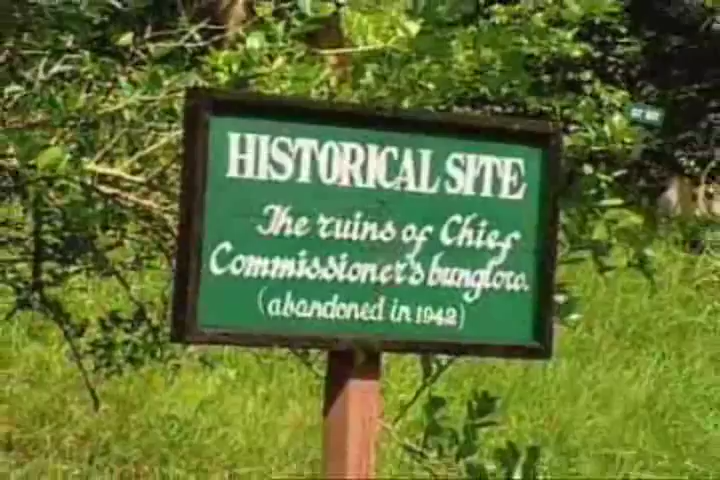 HISTORICAL SITE
The ruins of Chief
Commissioner's bunglow.
(abandoned in 1942)